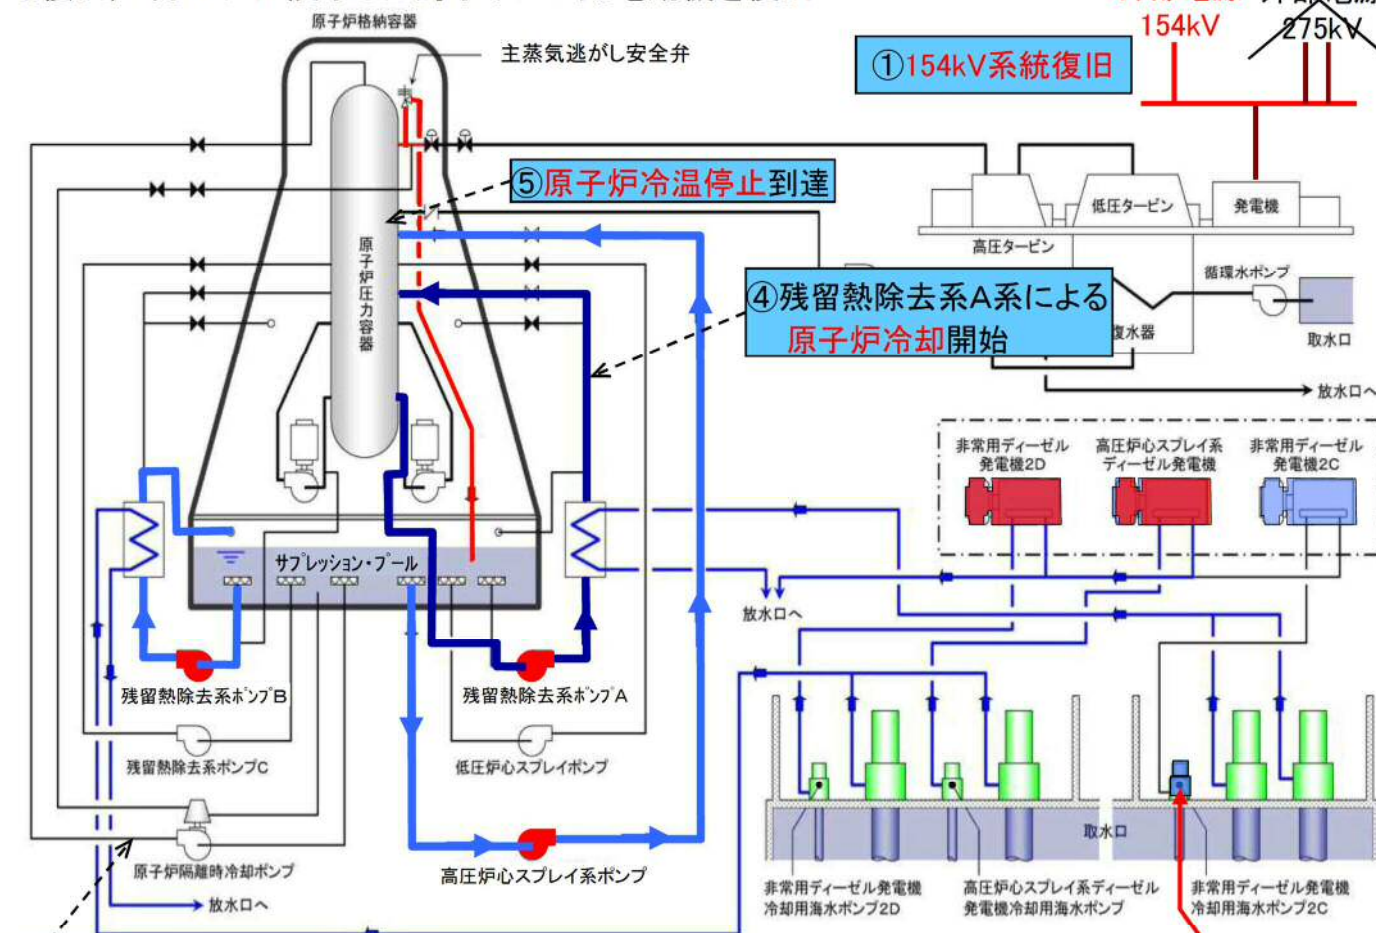 原子炉格納容器
主蒸気逃がし安全弁
①154kV系統復旧
154kV
275kV
⑤原子炉冷温停止到達
原子炉圧力容器
低圧タービン
発電機
高圧タービン
循環水ポンプ
④残留熱除去系A系による
原子炉冷却開始
復水器
取水口
放水口へ
非常用ディーゼル
発電機2D
高圧炉心スプレイ系
ディーゼル発電機
非常用ディーゼル
発電機2C
サプレッション・プール
放水口へ
残留熱除去系ポンプB
残留熱除去系ポンプA
残留熱除去系ポンプC
低圧炉心スプレイポンプ
取水口
原子炉隔離時冷却ポンプ
高圧炉心スプレイ系ポンプ
非常用ディーゼル発電機
冷却用海水ポンプ2D
高圧炉心スプレイ系ディーゼル
発電機冷却用海水ポンプ
非常用ディーゼル発電機
冷却用海水ポンプ2C
放水口へ